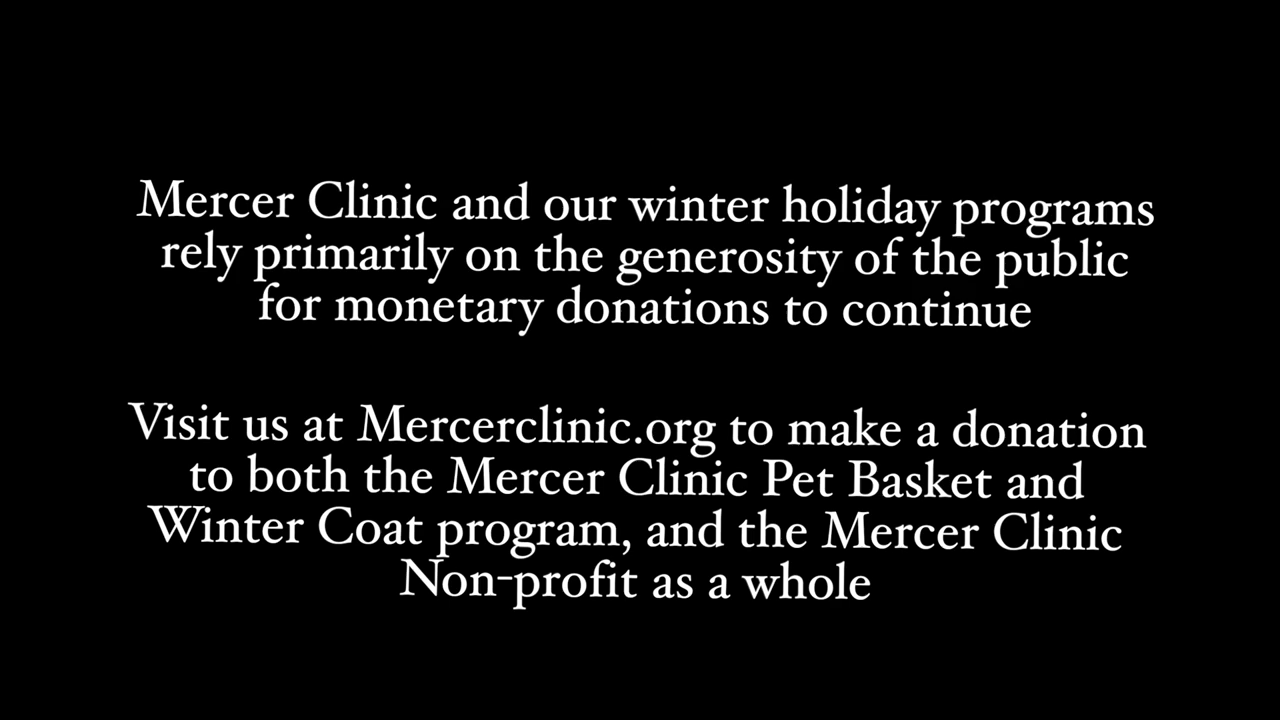 Mercer Clinic and our winter holiday programs
rely primarily on the generosity of the public
for monetary donations to continue
Visit us at Mercerclinic.org to make a donation
to both the Mercer Clinic Pet Basket and
Winter Coat program, and the Mercer Clinic
Non-profit as a whole